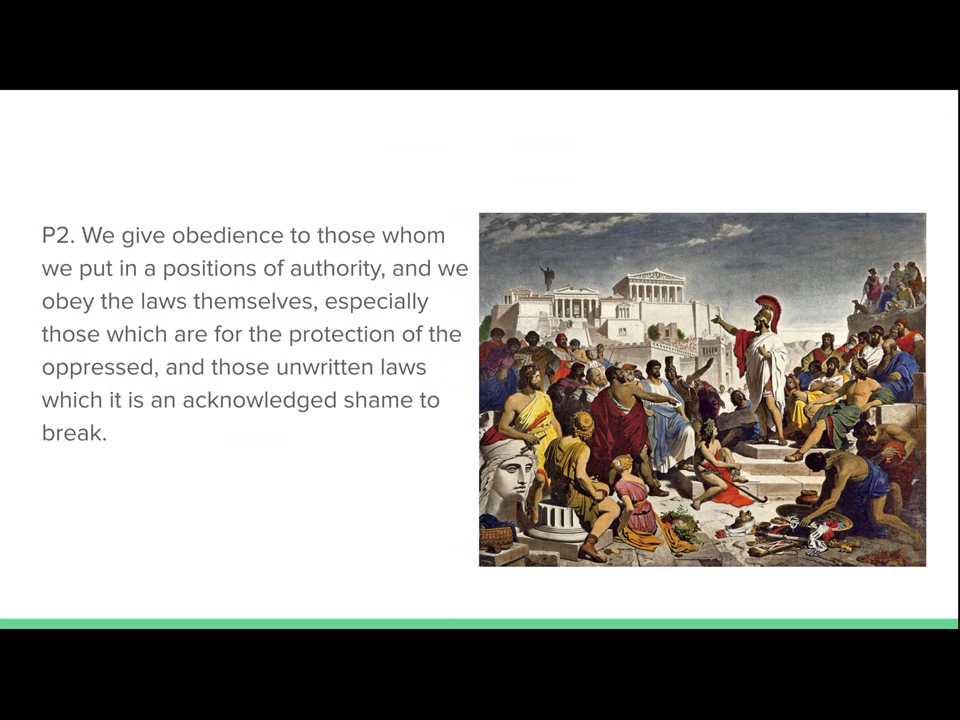 P2. We give obedience to those whom
we put in a positions of authority, and we
obey the laws themselves, especially
those which are for the protection of the
oppressed, and those unwritten laws
which it is an acknowledged shame to
break.